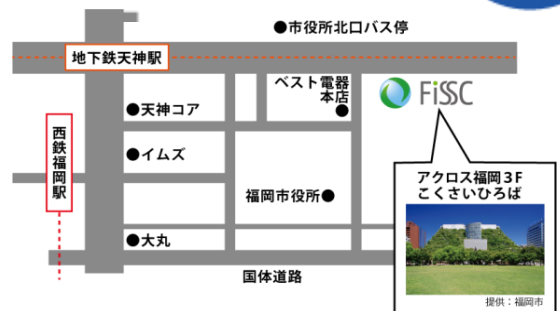 ●市役所北口バス停
地下鉄天神駅
ベスト電器
本店●
FiSSC
●天神コア
西鉄福岡駅
●イムズ
アクロス福岡3F
こくさいひろば
福岡市役所●
●大丸
国体道路
提供：福岡市